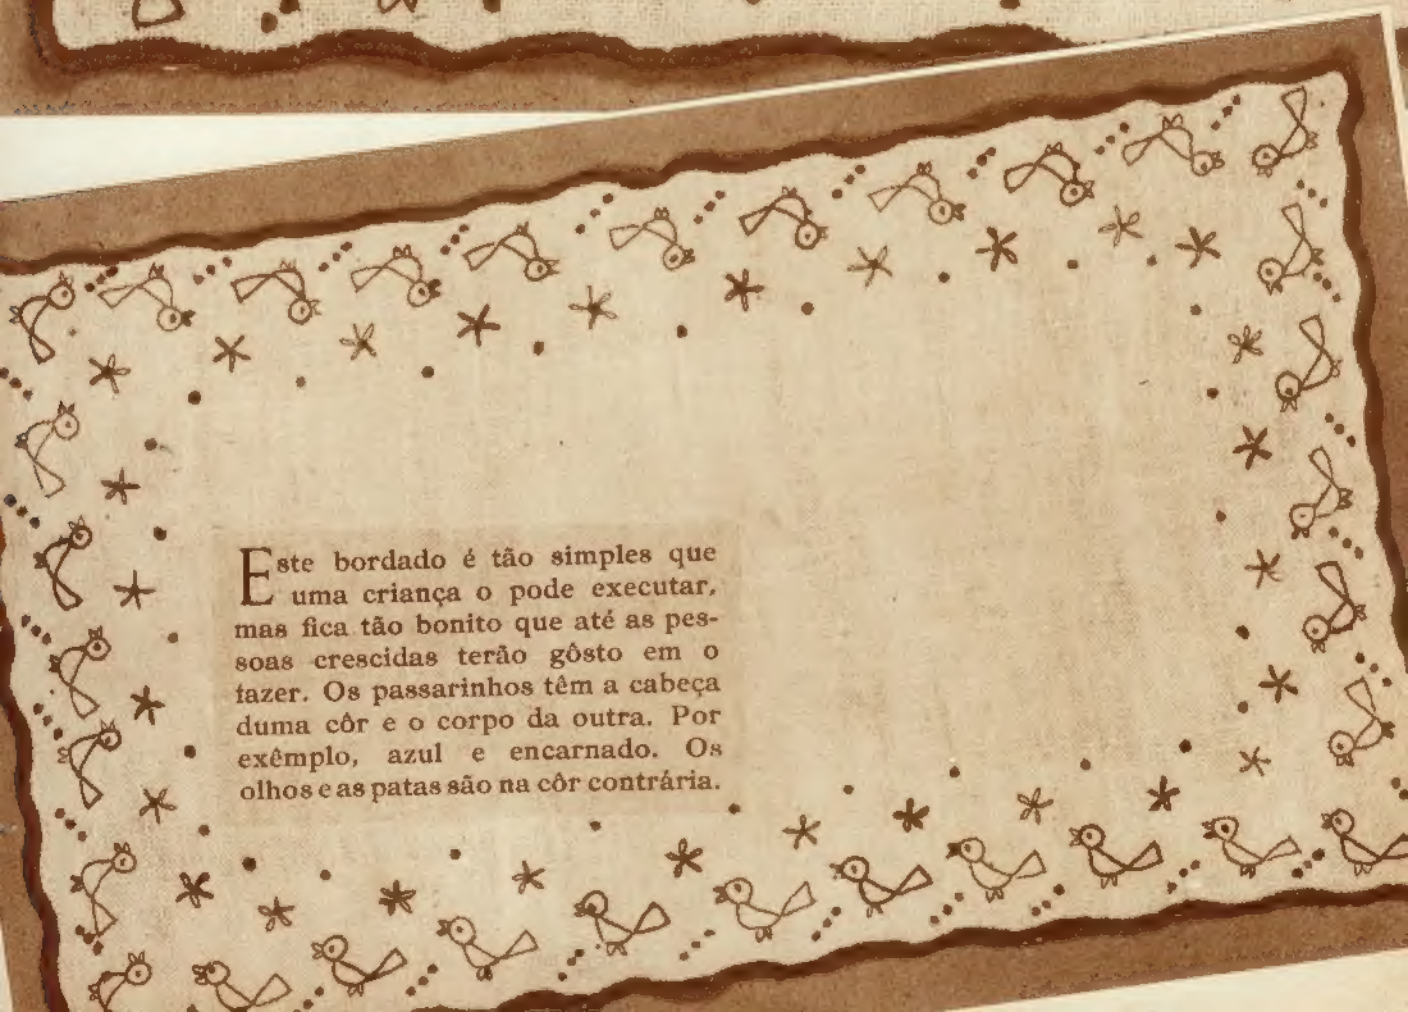 Este bordado é tão simples que
uma criança o pode executar,
mas fica tão bonito que até as pes-
soas crescidas terão gôsto em o
fazer. Os passarinhos têm a cabeça
duma côr e o corpo da outra. Por
exêmplo, azul e encarnado. Os
olhos e as patas são na côr contrária.